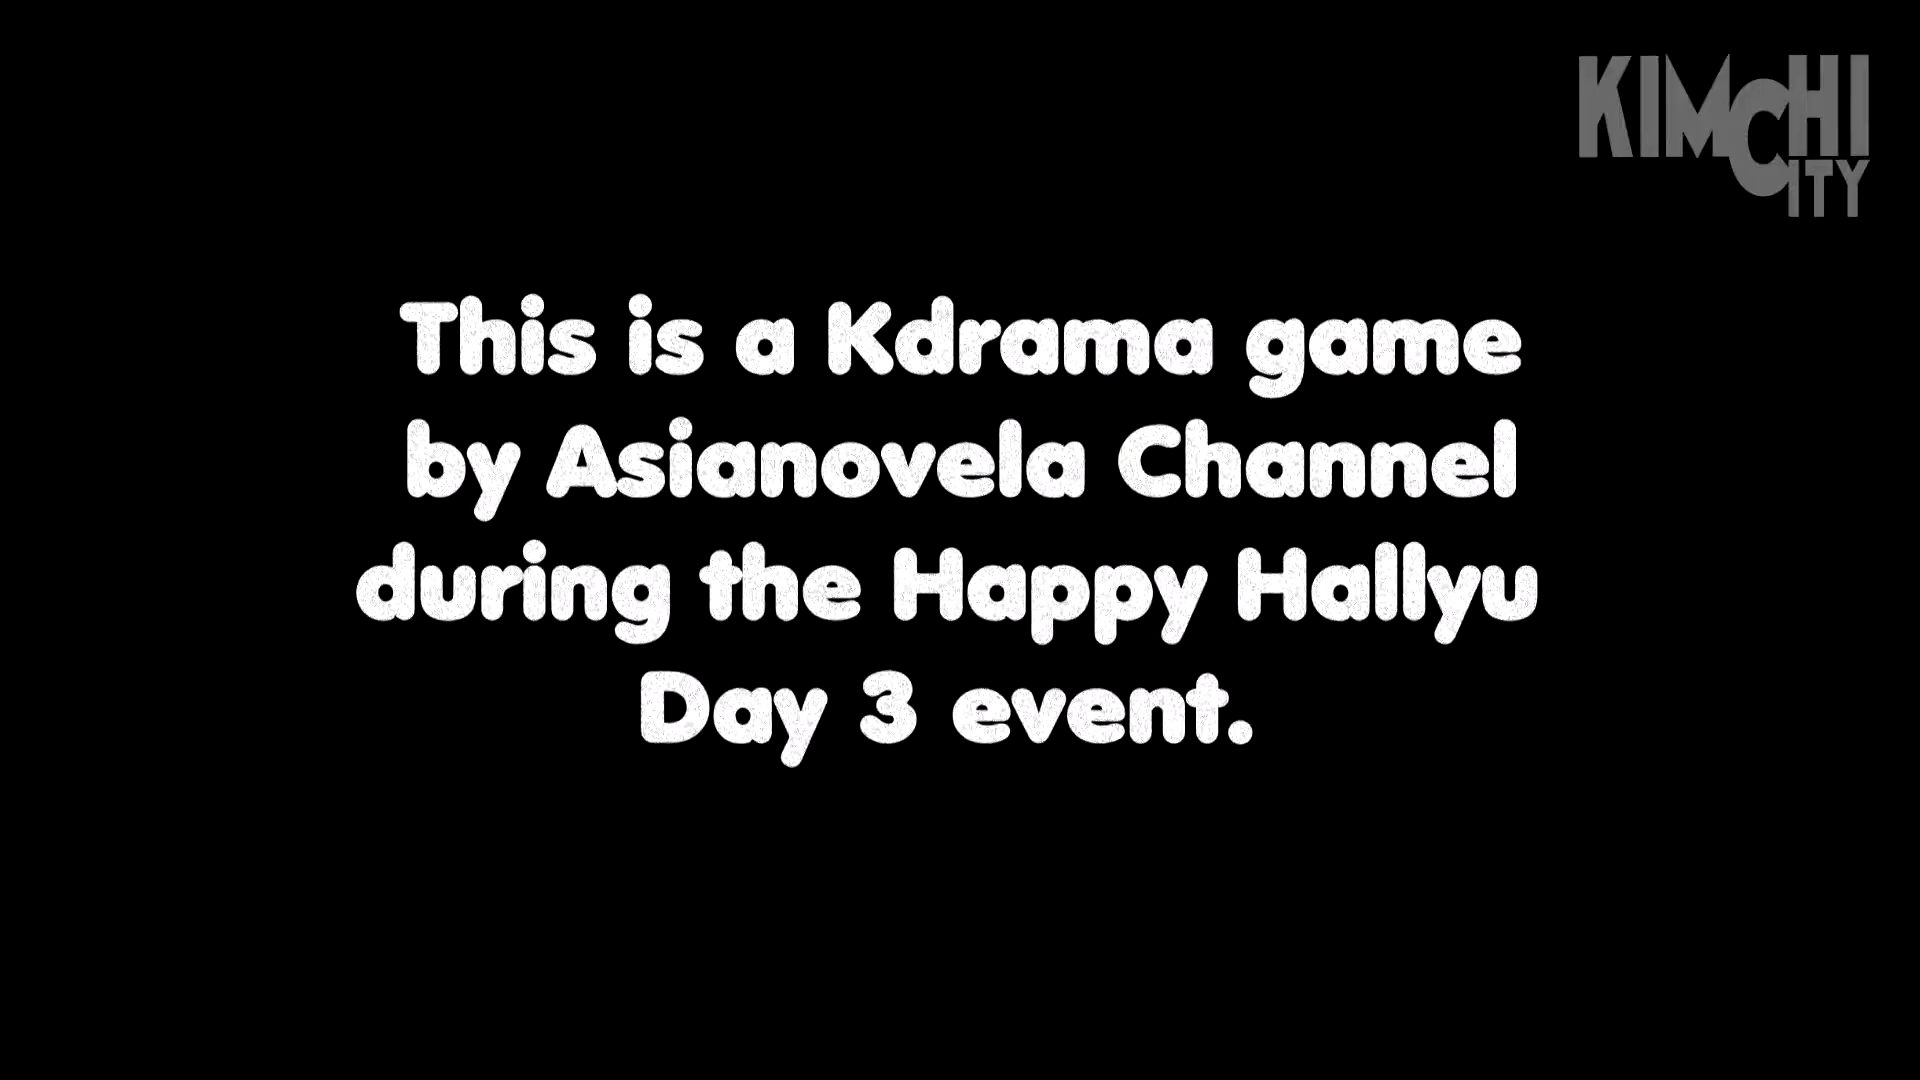 KIMCHI
CITY
This is a Kdrama game
by Asianovela Channel
during the Happy Hallyu
Day 3 event.